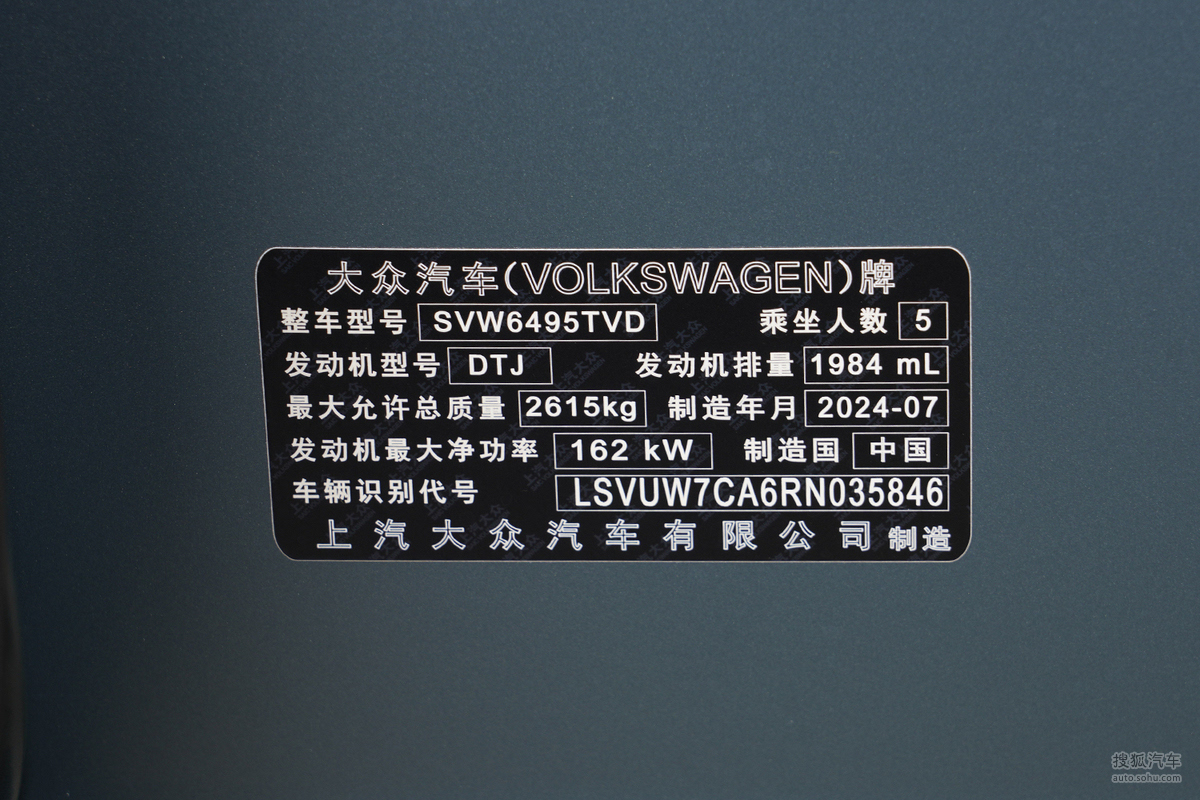 大众汽车(VOLKSWAGEN)牌
整车型号 SVW6495TVD 乘坐人数 5
发动机型号 DTJ 发动机排量 1984 mL
最大允许总质量 2615kg 制造年月 2024-07
发动机最大净功率 162 kW 制造国 中国
车辆识别代号 LSVUW7CA6RN035846
上汽大众汽车有限公司 制造
搜狐汽车
auto.sohu.com